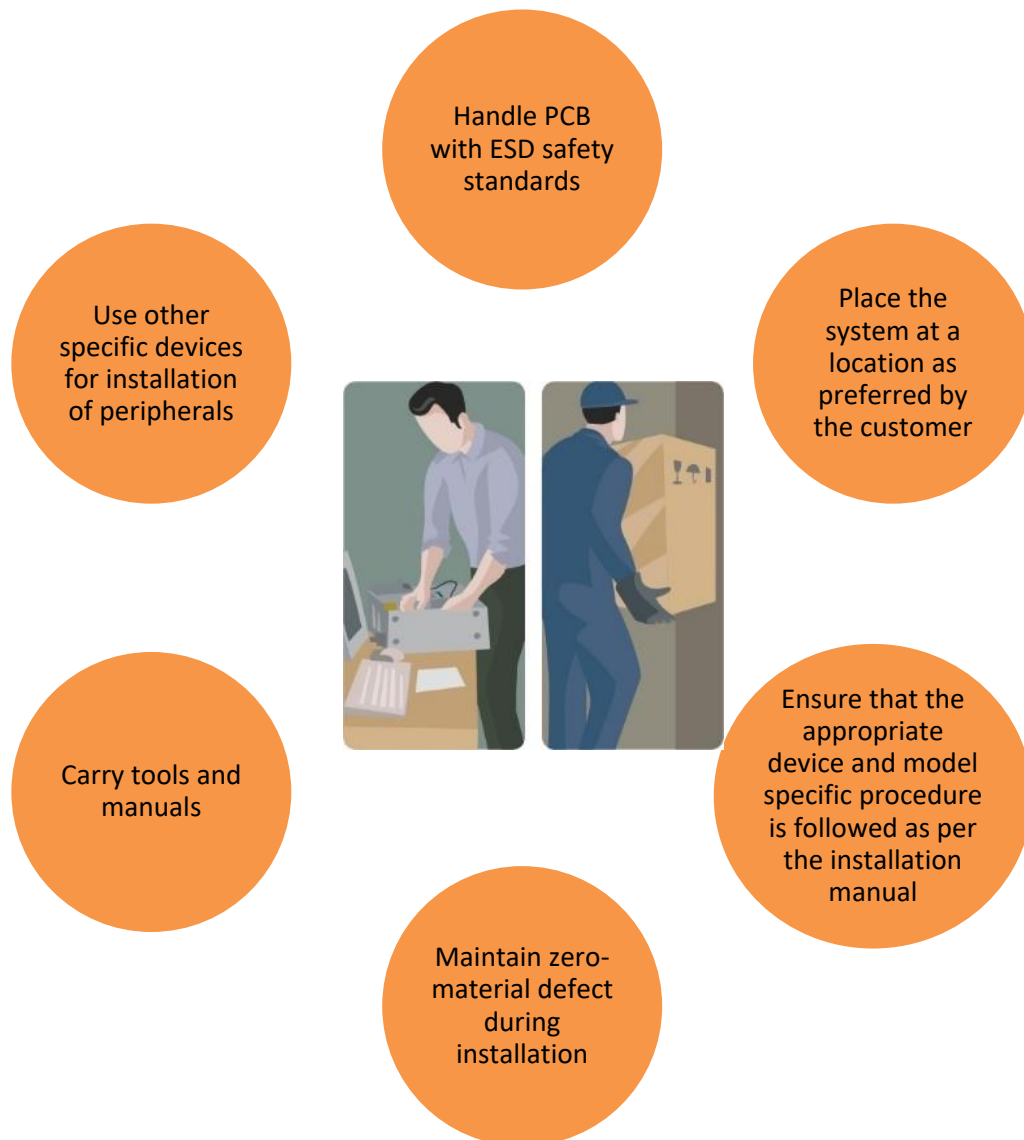 Handle PCB
with ESD safety
standards
Place the
system at a
location as
preferred by
the customer
Ensure that the
appropriate
device and model
specific procedure
is followed as per
the installation
manual
Maintain zero-
material defect
during
installation
Carry tools and
manuals
Use other
specific devices
for installation
of peripherals